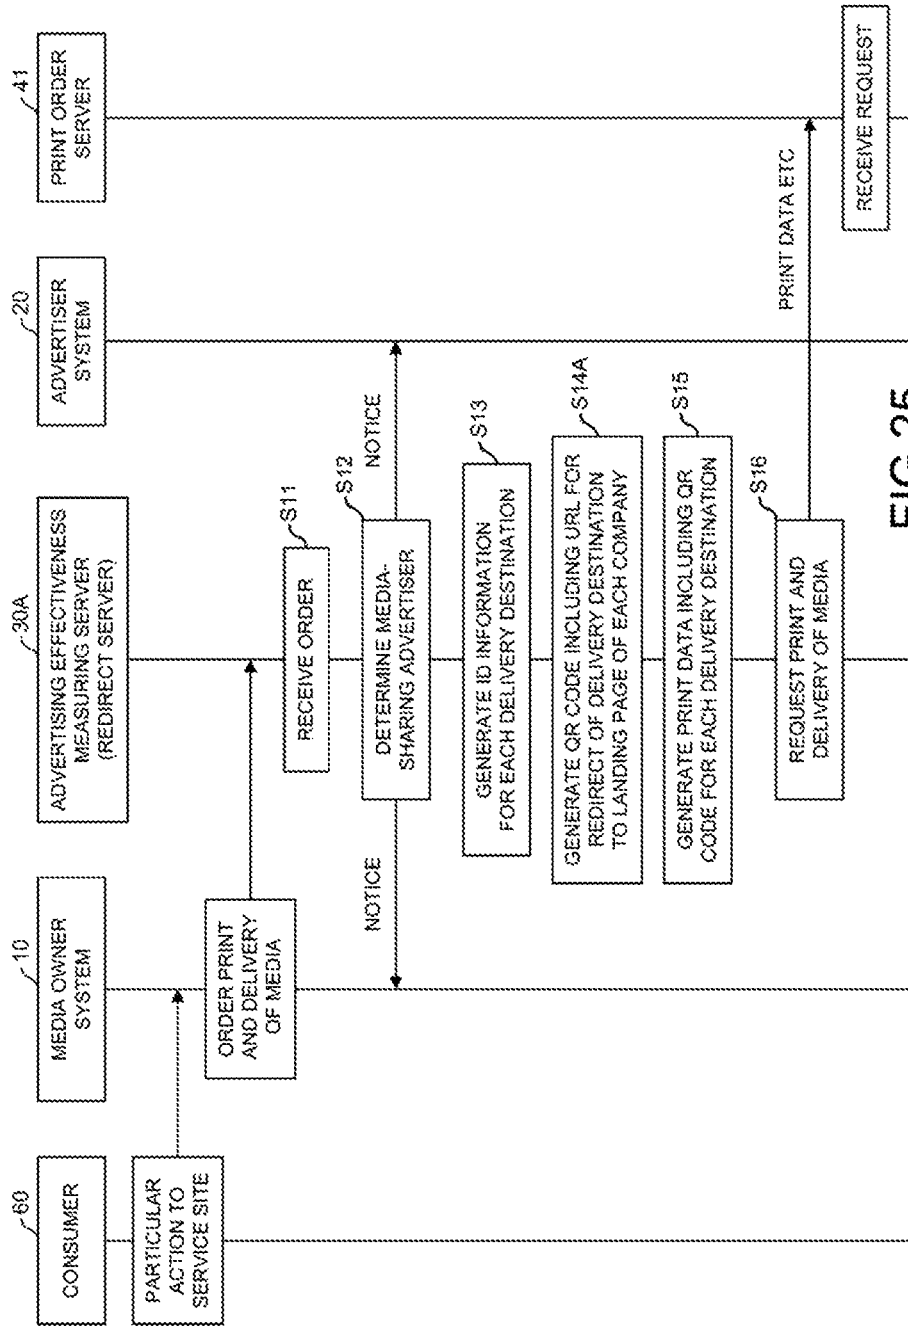 60
CONSUMER
10
MEDIA OWNER
SYSTEM
30A
ADVERTISING EFFECTIVENESS
MEASURING SERVER
(REDIRECT SERVER)
20
ADVERTISER
SYSTEM
41
PRINT ORDER
SERVER
PARTICULAR
ACTION TO
SERVICE SITE
ORDER PRINT
AND DELIVERY
OF MEDIA
S11
RECEIVE ORDER
S12
NOTICE
DETERMINE MEDIA-
SHARING ADVERTISER
NOTICE
S13
GENERATE ID INFORMATION
FOR EACH DELIVERY DESTINATION
S14A
GENERATE QR CODE INCLUDING URL FOR
REDIRECT OF DELIVERY DESTINATION
TO LANDING PAGE OF EACH COMPANY
S15
GENERATE PRINT DATA INCLUDING QR
CODE FOR EACH DELIVERY DESTINATION
S16
REQUEST PRINT AND
DELIVERY OF MEDIA
PRINT DATA ETC
RECEIVE REQUEST
FIG.25